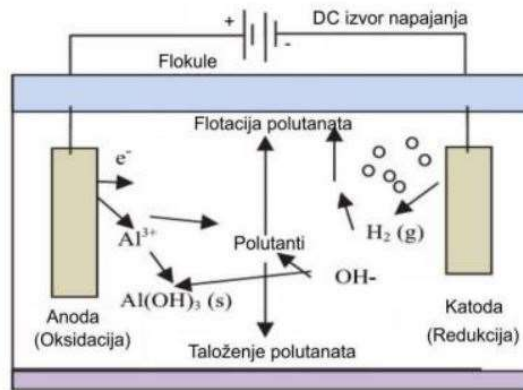 +
-
DC izvor napajanja
Flokule
Flotacija polutanata
e-
Al3+
Polutanti
H2 (g)
OH-
Al(OH)3 (s)
Anoda
(Oksidacija)
Katoda
(Redukcija)
Taloženje polutanata